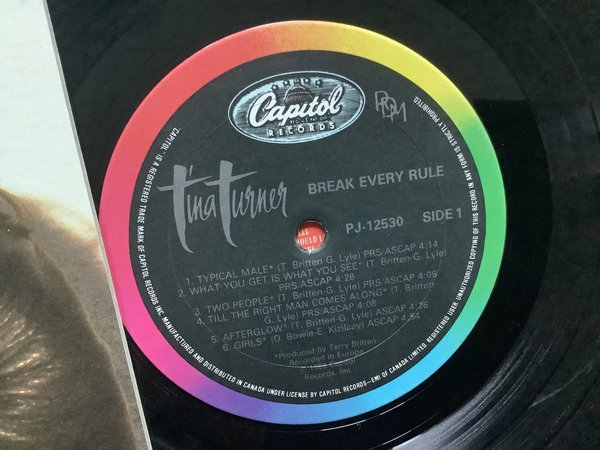 Capitol
RECORDS
Tina Turner
BREAK EVERY RULE
PJ-12530
SIDE 1
1. TYPICAL MALE* (T. Britten-G. Lyle) PRS/ASCAP 4:14
2. WHAT YOU GET IS WHAT YOU SEE* (T. Britten-G. Lyle)
PRS/ASCAP 4:28
3. TWO PEOPLE* (T. Britten-G. Lyle) PRS/ASCAP 4:08
4. TILL THE RIGHT MAN COMES ALONG* (T. Britten-
G. Lyle) PRS/ASCAP 4:08
5. AFTERGLOW* (T. Britten-G. Lyle) ASCAP 4:26
6. GIRLS* (D. Bowie-E. Kizilcay) ASCAP 4:54
*Produced by Terry Britten
Recorded in Europe
1986 Capitol
Records, Inc.
CAPITOL IS A REGISTERED TRADE MARK OF CAPITOL RECORDS INC. MANUFACTURED AND DISTRIBUTED IN CANADA UNDER LICENSE BY CAPITOL RECORDS-EMI OF CANADA LIMITED. UNAUTHORIZED COPYING OF THIS RECORD IN ANY FORM IS STRICTLY PROHIBITED